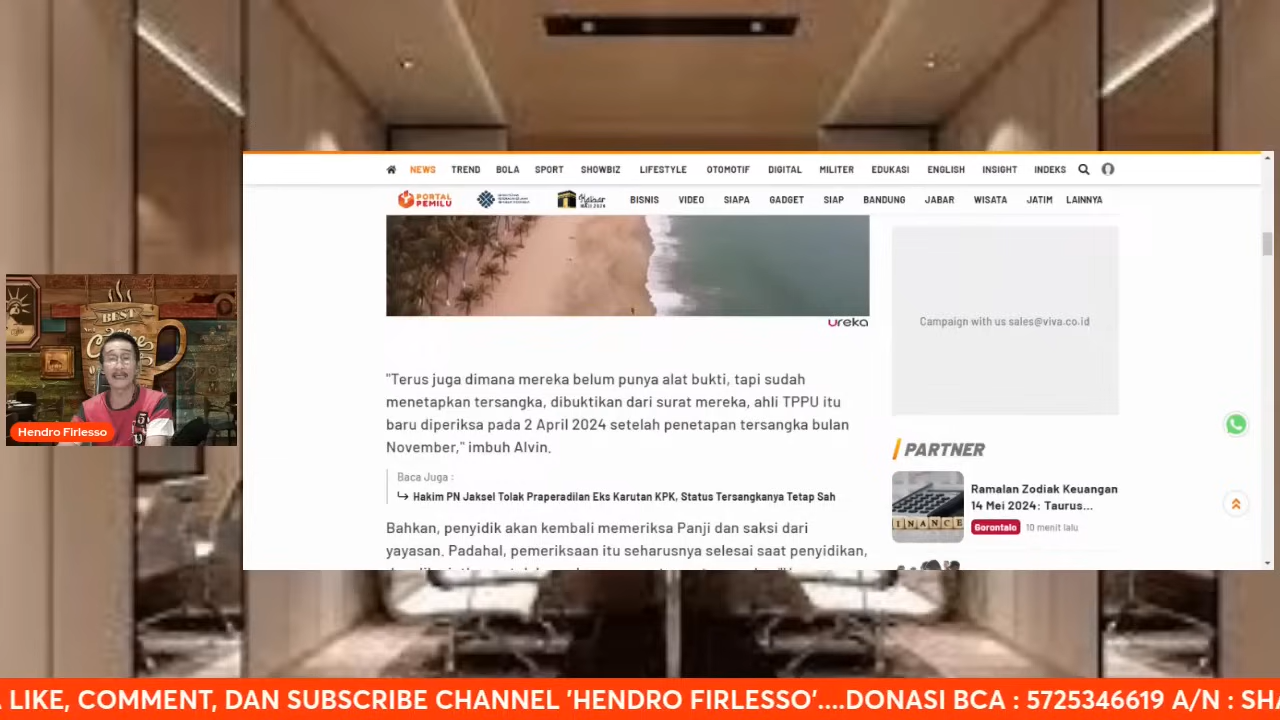 NEWS TREND BOLA SPORT SHOWBIZ LIFESTYLE OTOMOTIF DIGITAL MILITER EDUKASI ENGLISH INSIGHT INDEKS
PORTAL PEMILU BISNIS VIDEO SIAPA GADGET SIAP BANDUNG JABAR WISATA JATIM LAINNYA
ureka
Campaign with us sales@viva.co.id
"Terus juga dimana mereka belum punya alat bukti, tapi sudah
menetapkan tersangka, dibuktikan dari surat mereka, ahli TPPU itu
baru diperiksa pada 2 April 2024 setelah penetapan tersangka bulan
November," imbuh Alvin.
Baca Juga :
Hakim PN Jaksel Tolak Praperadilan Eks Karutan KPK, Status Tersangkanya Tetap Sah
Bahkan, penyidik akan kembali memeriksa Panji dan saksi dari
yayasan. Padahal, pemeriksaan itu seharusnya selesai saat penyidikan,
PARTNER
FINANCE
Ramalan Zodiak Keuangan
14 Mei 2024: Taurus...
Gorontalo 10 menit lalu
BEST
Coffee
Hendro Firlesso
LIKE, COMMENT, DAN SUBSCRIBE CHANNEL 'HENDRO FIRLESSO'....DONASI BCA : 5725346619 A/N : SHA